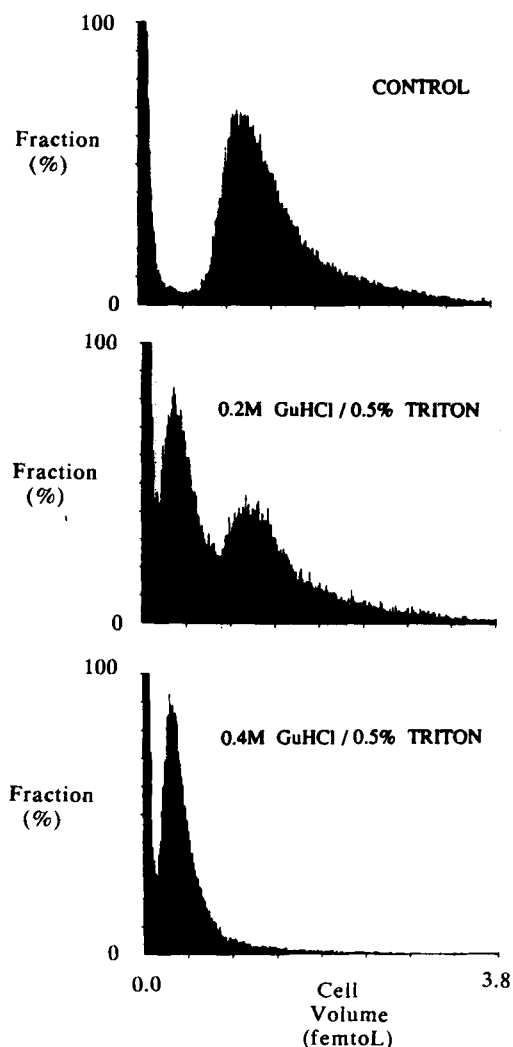 100
CONTROL
Fraction
(%)
0
100
0.2M GuHCl / 0.5% TRITON
Fraction
(%)
0
100
0.4M GuHCl / 0.5% TRITON
Fraction
(%)
0
0.0
3.8
Cell
Volume
(femtoL)